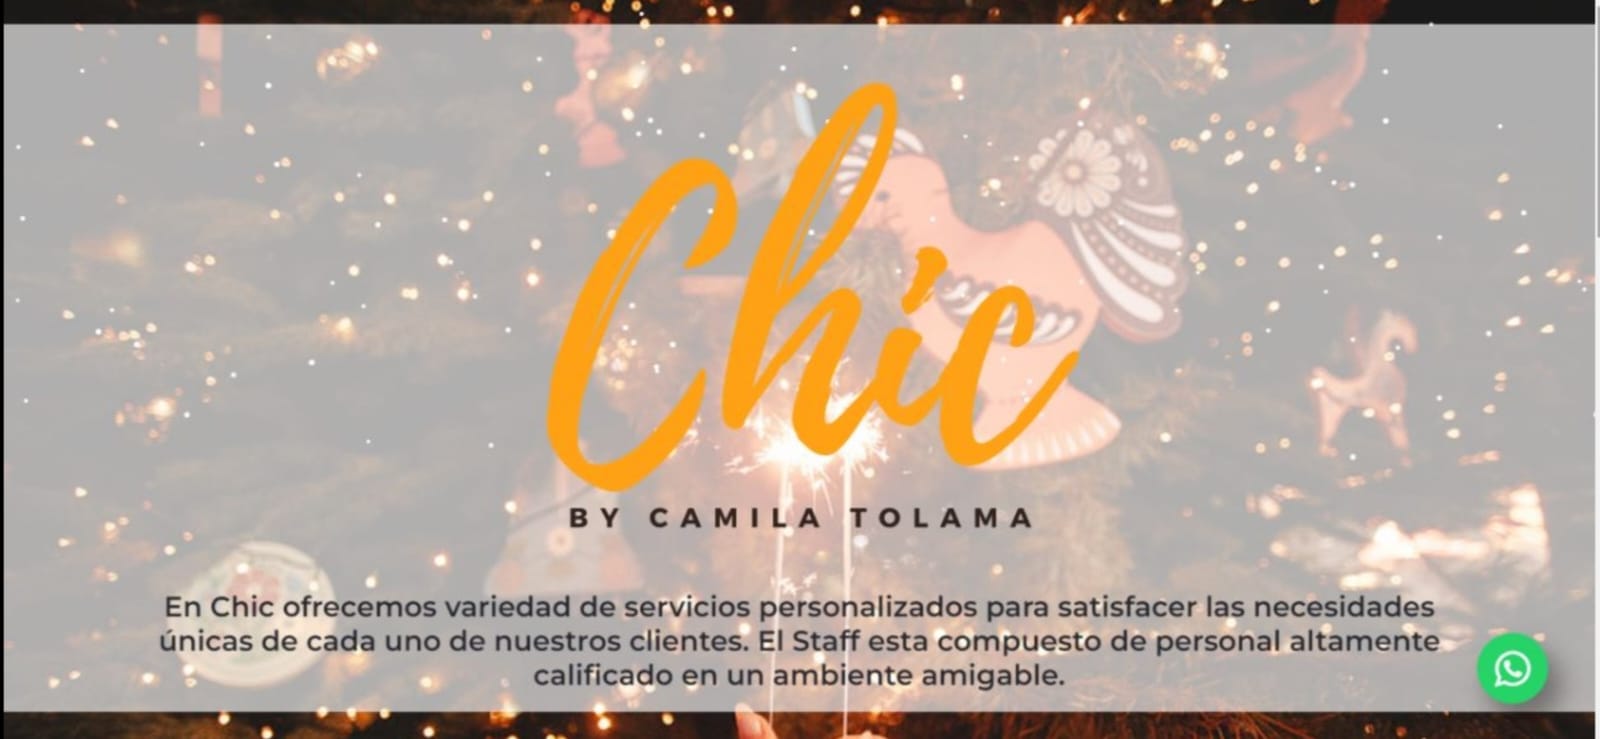 Chic
BY CAMILA TOLAMA
En Chic ofrecemos variedad de servicios personalizados para satisfacer las necesidades
únicas de cada uno de nuestros clientes. El Staff esta compuesto de personal altamente
calificado en un ambiente amigable.